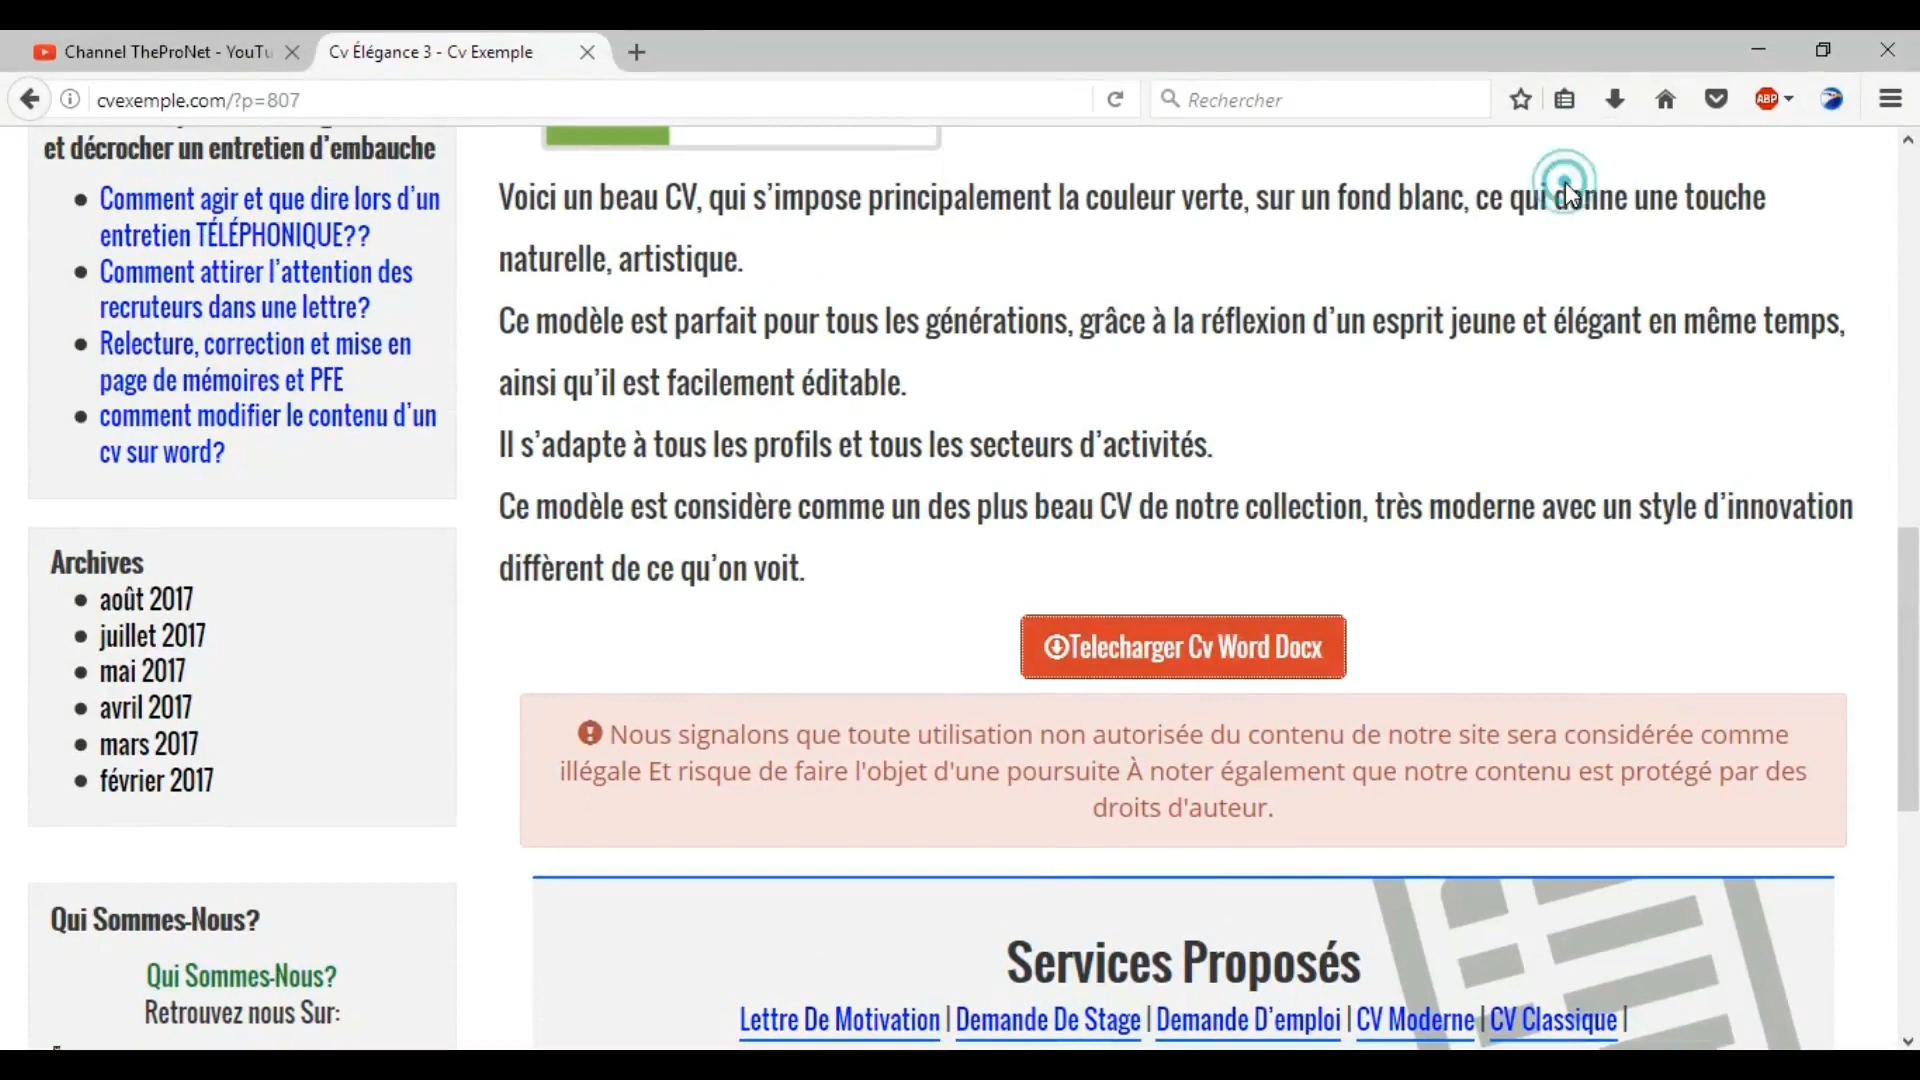 Channel TheProNet - YouTu
Cv Élégance 3 - Cv Exemple
cvexemple.com/?p=807
Rechercher
ABP
et décrocher un entretien d’embauche
Comment agir et que dire lors d’un
entretien TÉLÉPHONIQUE??
Comment attirer l’attention des
recruteurs dans une lettre?
Relecture, correction et mise en
page de mémoires et PFE
comment modifier le contenu d’un
cv sur word?
Archives
août 2017
juillet 2017
mai 2017
avril 2017
mars 2017
février 2017
Qui Sommes-Nous?
Qui Sommes-Nous?
Retrouvez nous Sur:
Voici un beau CV, qui s’impose principalement la couleur verte, sur un fond blanc, ce qui donne une touche
naturelle, artistique.
Ce modèle est parfait pour tous les générations, grâce à la réflexion d’un esprit jeune et élégant en même temps,
ainsi qu’il est facilement éditable.
Il s’adapte à tous les profils et tous les secteurs d’activités.
Ce modèle est considère comme un des plus beau CV de notre collection, très moderne avec un style d’innovation
diffèrent de ce qu’on voit.
Telecharger Cv Word Docx
Nous signalons que toute utilisation non autorisée du contenu de notre site sera considérée comme
illégale Et risque de faire l'objet d'une poursuite À noter également que notre contenu est protégé par des
droits d'auteur.
Services Proposés
Lettre De Motivation | Demande De Stage | Demande D’emploi | CV Moderne | CV Classique |